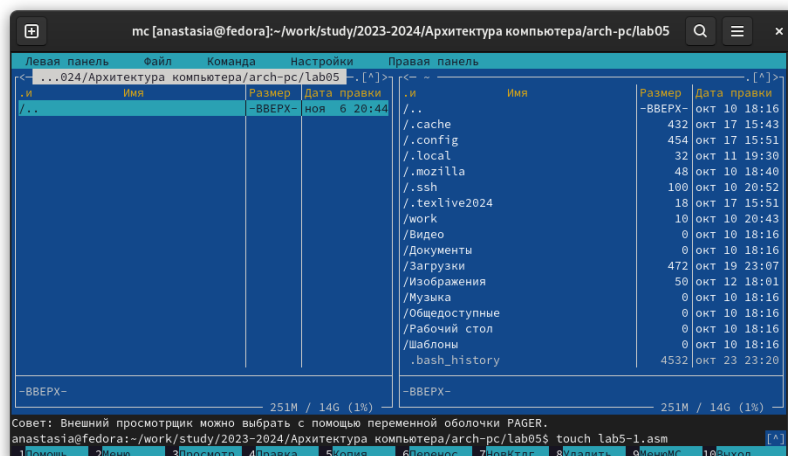 mc [anastasia@fedora]:~/work/study/2023-2024/Архитектура компьютера/arch-pc/lab05
Левая панель Файл Команда Настройки Правая панель
<— ...024/Архитектура компьютера/arch-pc/lab05 —.[^]>
.и Имя Размер Дата правки
/.. -ВВЕРХ- ноя 6 20:44
-ВВЕРХ-
251M / 14G (1%)
<— ~ —.[^]>
.и Имя Размер Дата правки
/.. -ВВЕРХ- окт 10 18:16
/.cache 432 окт 17 15:43
/.config 454 окт 17 15:51
/.local 32 окт 11 19:30
/.mozilla 48 окт 10 18:40
/.ssh 100 окт 10 20:52
/.texlive2024 18 окт 17 15:51
/work 10 окт 10 20:43
/Видео 0 окт 10 18:16
/Документы 0 окт 10 18:16
/Загрузки 472 окт 19 23:07
/Изображения 50 окт 12 18:01
/Музыка 0 окт 10 18:16
/Общедоступные 0 окт 10 18:16
/Рабочий стол 0 окт 10 18:16
/Шаблоны 0 окт 10 18:16
.bash_history 4532 окт 23 23:20
-ВВЕРХ-
251M / 14G (1%)
Совет: Внешний просмотрщик можно выбрать с помощью переменной оболочки PAGER.
anastasia@fedora:~/work/study/2023-2024/Архитектура компьютера/arch-pc/lab05$ touch lab5-1.asm [^]
1Помощь 2Меню 3Просмотр 4Правка 5Копия 6Перенос 7НовКтлг 8Удалить 9МенюМС 10Выход